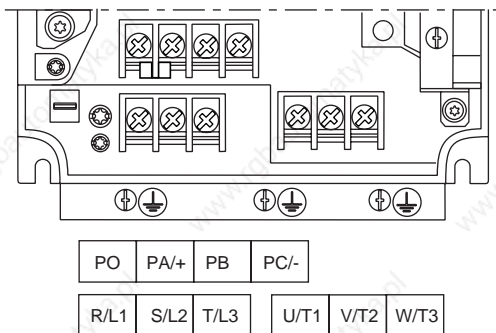 PO PA/+ PB PC/-
R/L1 S/L2 T/L3 U/T1 V/T2 W/T3